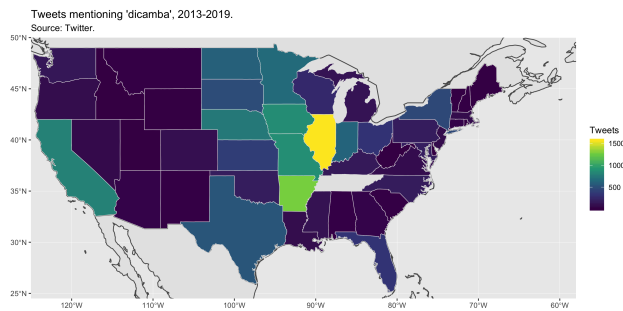 Tweets mentioning 'dicamba', 2013-2019.
Source: Twitter.
50°N
45°N
40°N
35°N
30°N
25°N
120°W
110°W
100°W
90°W
80°W
70°W
60°W
Tweets
1500
1000
500